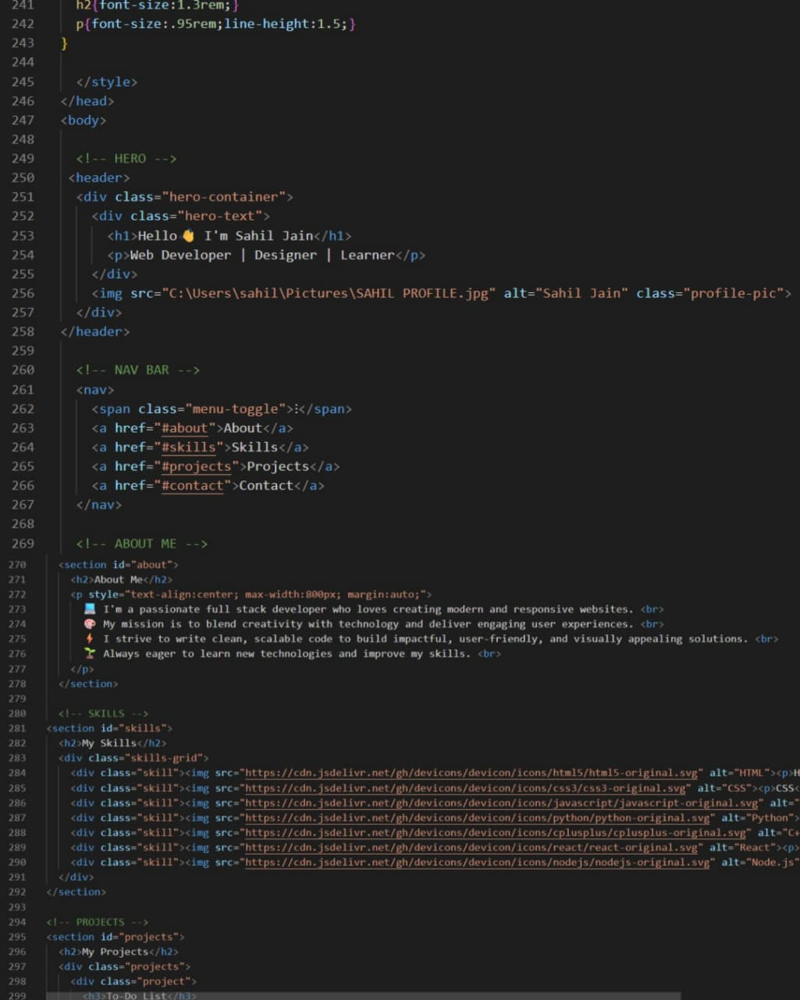 241 h2{font-size:1.3rem;}
242 p{font-size:.95rem;line-height:1.5;}
243 }
244
245 </style>
246 </head>
247 <body>
248
249 <!-- HERO -->
250 <header>
251 <div class="hero-container">
252 <div class="hero-text">
253 <h1>Hello👋 I'm Sahil Jain</h1>
254 <p>Web Developer | Designer | Learner</p>
255 </div>
256 <img src="C:\Users\sahil\Pictures\SAHIL PROFILE.jpg" alt="Sahil Jain" class="profile-pic">
257 </div>
258 </header>
259
260 <!-- NAV BAR -->
261 <nav>
262 <span class="menu-toggle">⋮</span>
263 <a href="#about">About</a>
264 <a href="#skills">Skills</a>
265 <a href="#projects">Projects</a>
266 <a href="#contact">Contact</a>
267 </nav>
268
269 <!-- ABOUT ME -->
270 <section id="about">
271 <h2>About Me</h2>
272 <p style="text-align:center; max-width:800px; margin:auto;">
273 💻 I'm a passionate full stack developer who loves creating modern and responsive websites. <br>
274 🎨 My mission is to blend creativity with technology and deliver engaging user experiences. <br>
275 ⚡ I strive to write clean, scalable code to build impactful, user-friendly, and visually appealing solutions. <br>
276 🌱 Always eager to learn new technologies and improve my skills. <br>
277 </p>
278 </section>
279
280 <!-- SKILLS -->
281 <section id="skills">
282 <h2>My Skills</h2>
283 <div class="skills-grid">
284 <div class="skill"><img src="https://cdn.jsdelivr.net/gh/devicons/devicon/icons/html5/html5-original.svg" alt="HTML"><p>H
285 <div class="skill"><img src="https://cdn.jsdelivr.net/gh/devicons/devicon/icons/css3/css3-original.svg" alt="CSS"><p>CSS<
286 <div class="skill"><img src="https://cdn.jsdelivr.net/gh/devicons/devicon/icons/javascript/javascript-original.svg" alt="
287 <div class="skill"><img src="https://cdn.jsdelivr.net/gh/devicons/devicon/icons/python/python-original.svg" alt="Python">
288 <div class="skill"><img src="https://cdn.jsdelivr.net/gh/devicons/devicon/icons/cplusplus/cplusplus-original.svg" alt="C+
289 <div class="skill"><img src="https://cdn.jsdelivr.net/gh/devicons/devicon/icons/react/react-original.svg" alt="React"><p>
290 <div class="skill"><img src="https://cdn.jsdelivr.net/gh/devicons/devicon/icons/nodejs/nodejs-original.svg" alt="Node.js"
291 </div>
292 </section>
293
294 <!-- PROJECTS -->
295 <section id="projects">
296 <h2>My Projects</h2>
297 <div class="projects">
298 <div class="project">
299 <h3>To-Do List</h3>